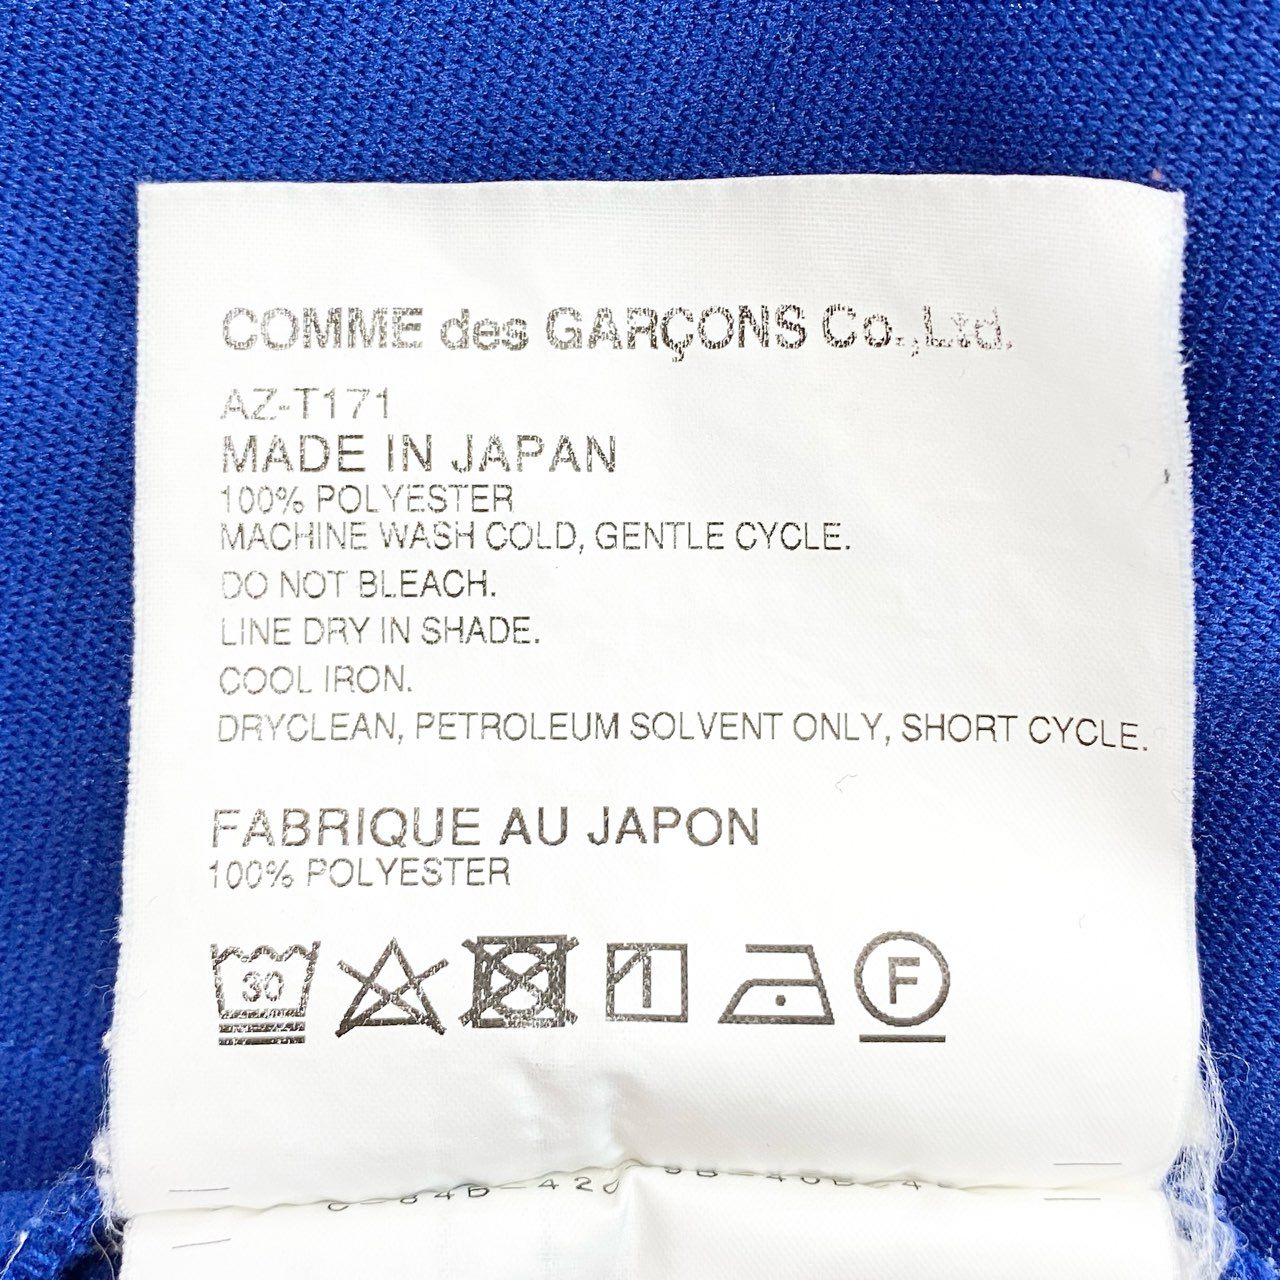 COMME des GARÇONS Co.,Ltd.
AZ-T171
MADE IN JAPAN
100% POLYESTER
MACHINE WASH COLD, GENTLE CYCLE.
DO NOT BLEACH.
LINE DRY IN SHADE.
COOL IRON.
DRYCLEAN, PETROLEUM SOLVENT ONLY, SHORT CYCLE.
FABRIQUE AU JAPON
100% POLYESTER
30 F